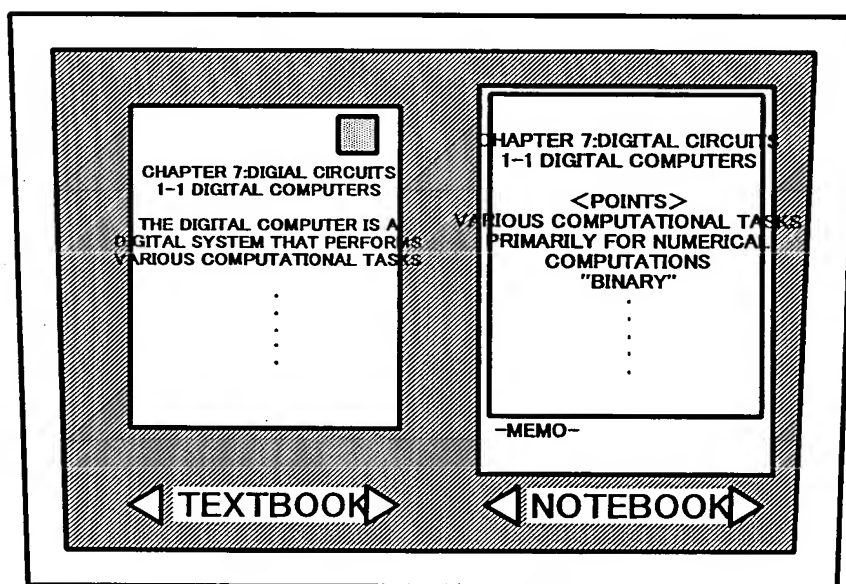 CHAPTER 7:DIGIAL CIRCUITS
1-1 DIGITAL COMPUTERS
THE DIGITAL COMPUTER IS A
DIGITAL SYSTEM THAT PERFORMS
VARIOUS COMPUTATIONAL TASKS
TEXTBOOK
CHAPTER 7:DIGITAL CIRCUITS
1-1 DIGITAL COMPUTERS
<POINTS>
VARIOUS COMPUTATIONAL TASKS
PRIMARILY FOR NUMERICAL
COMPUTATIONS
"BINARY"
-MEMO-
NOTEBOOK